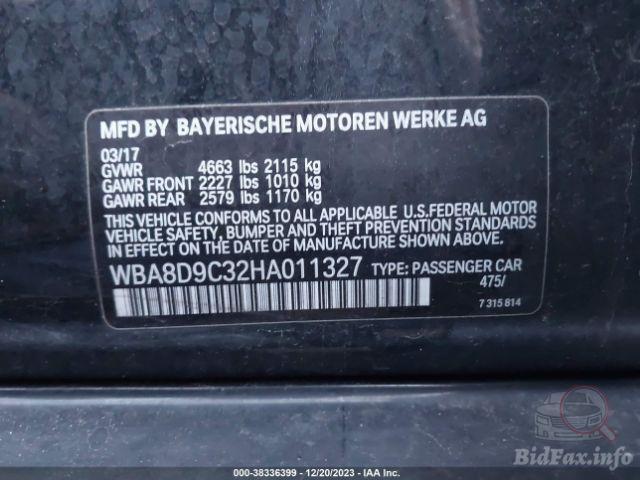 MFD BY BAYERISCHE MOTOREN WERKE AG
03/17
GVWR 4663 lbs 2115 kg
GAWR FRONT 2227 lbs 1010 kg
GAWR REAR 2579 lbs 1170 kg
THIS VEHICLE CONFORMS TO ALL APPLICABLE U.S.FEDERAL MOTOR
VEHICLE SAFETY, BUMPER AND THEFT PREVENTION STANDARDS
IN EFFECT ON THE DATE OF MANUFACTURE SHOWN ABOVE.
WBA8D9C32HA011327 TYPE: PASSENGER CAR
475/
7 315 814
BidFax.info
000-38336399 - 12/20/2023 - IAA Inc.